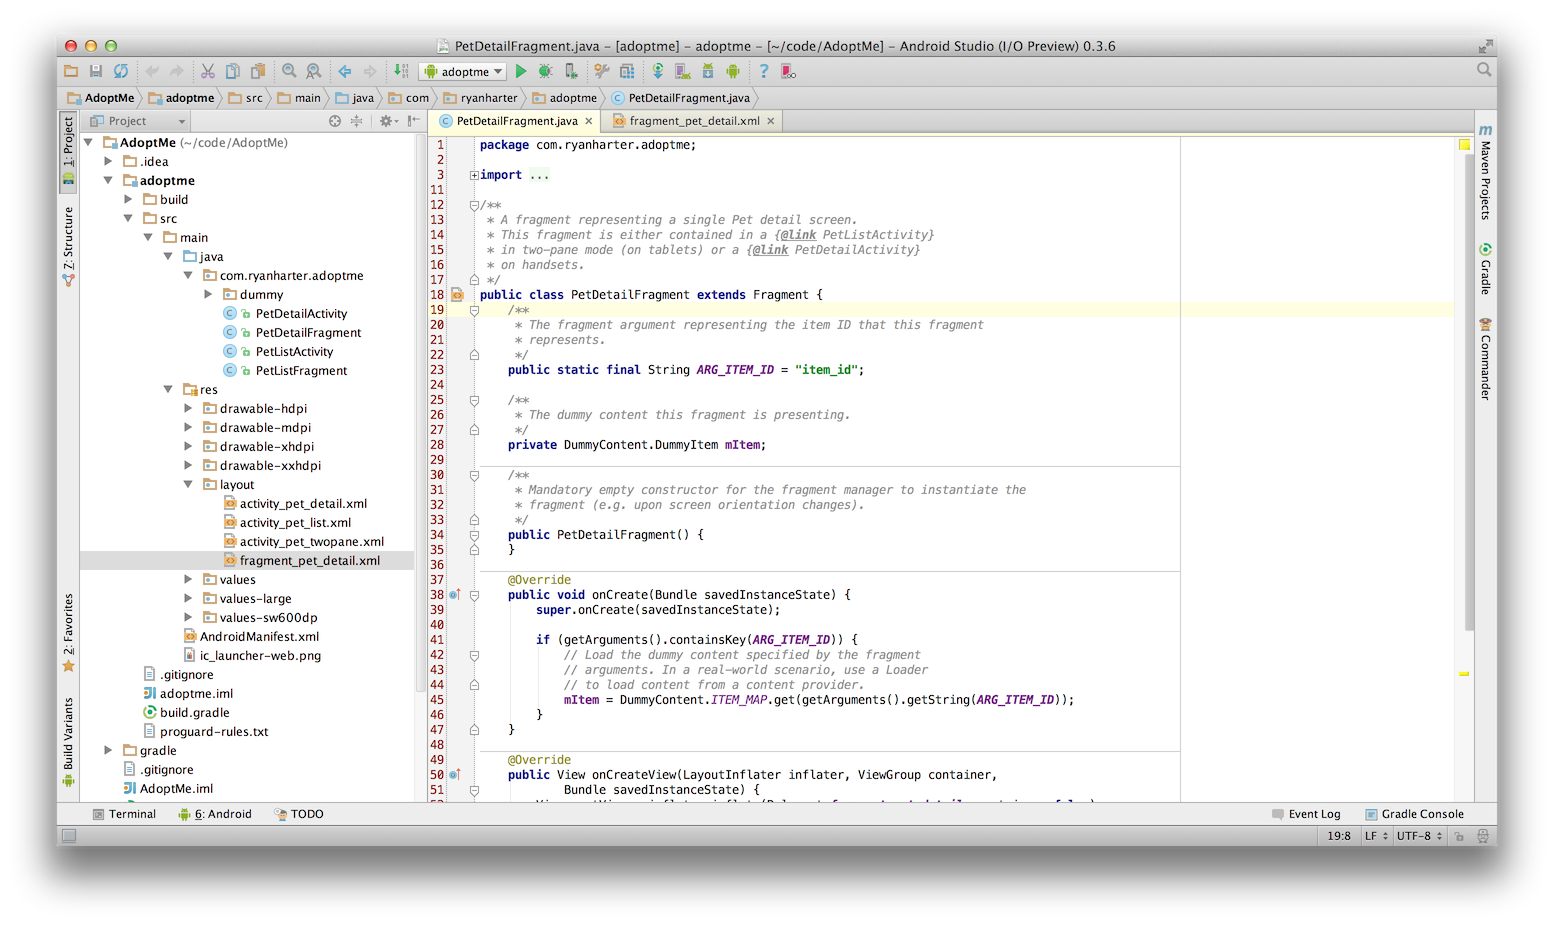 PetDetailFragment.java – [adoptme] – adoptme – [~/code/AdoptMe] – Android Studio (I/O Preview) 0.3.6
adoptme
AdoptMe adoptme src main java com ryanharter adoptme PetDetailFragment.java
Project
PetDetailFragment.java fragment_pet_detail.xml
1: Project
Z: Structure
2: Favorites
Build Variants
AdoptMe (~/code/AdoptMe)
.idea
adoptme
build
src
main
java
com.ryanharter.adoptme
dummy
PetDetailActivity
PetDetailFragment
PetListActivity
PetListFragment
res
drawable-hdpi
drawable-mdpi
drawable-xhdpi
drawable-xxhdpi
layout
activity_pet_detail.xml
activity_pet_list.xml
activity_pet_twopane.xml
fragment_pet_detail.xml
values
values-large
values-sw600dp
AndroidManifest.xml
ic_launcher-web.png
.gitignore
adoptme.iml
build.gradle
proguard-rules.txt
gradle
.gitignore
AdoptMe.iml
1 package com.ryanharter.adoptme;
2
3 import ...
11
12 /**
13 * A fragment representing a single Pet detail screen.
14 * This fragment is either contained in a {@link PetListActivity}
15 * in two-pane mode (on tablets) or a {@link PetDetailActivity}
16 * on handsets.
17 */
18 public class PetDetailFragment extends Fragment {
19 /**
20 * The fragment argument representing the item ID that this fragment
21 * represents.
22 */
23 public static final String ARG_ITEM_ID = "item_id";
24
25 /**
26 * The dummy content this fragment is presenting.
27 */
28 private DummyContent.DummyItem mItem;
29
30 /**
31 * Mandatory empty constructor for the fragment manager to instantiate the
32 * fragment (e.g. upon screen orientation changes).
33 */
34 public PetDetailFragment() {
35 }
36
37 @Override
38 public void onCreate(Bundle savedInstanceState) {
39 super.onCreate(savedInstanceState);
40
41 if (getArguments().containsKey(ARG_ITEM_ID)) {
42 // Load the dummy content specified by the fragment
43 // arguments. In a real-world scenario, use a Loader
44 // to load content from a content provider.
45 mItem = DummyContent.ITEM_MAP.get(getArguments().getString(ARG_ITEM_ID));
46 }
47 }
48
49 @Override
50 public View onCreateView(LayoutInflater inflater, ViewGroup container,
51 Bundle savedInstanceState) {
Maven Projects
Gradle
Commander
Terminal 6: Android TODO Event Log Gradle Console
19:8 LF UTF-8